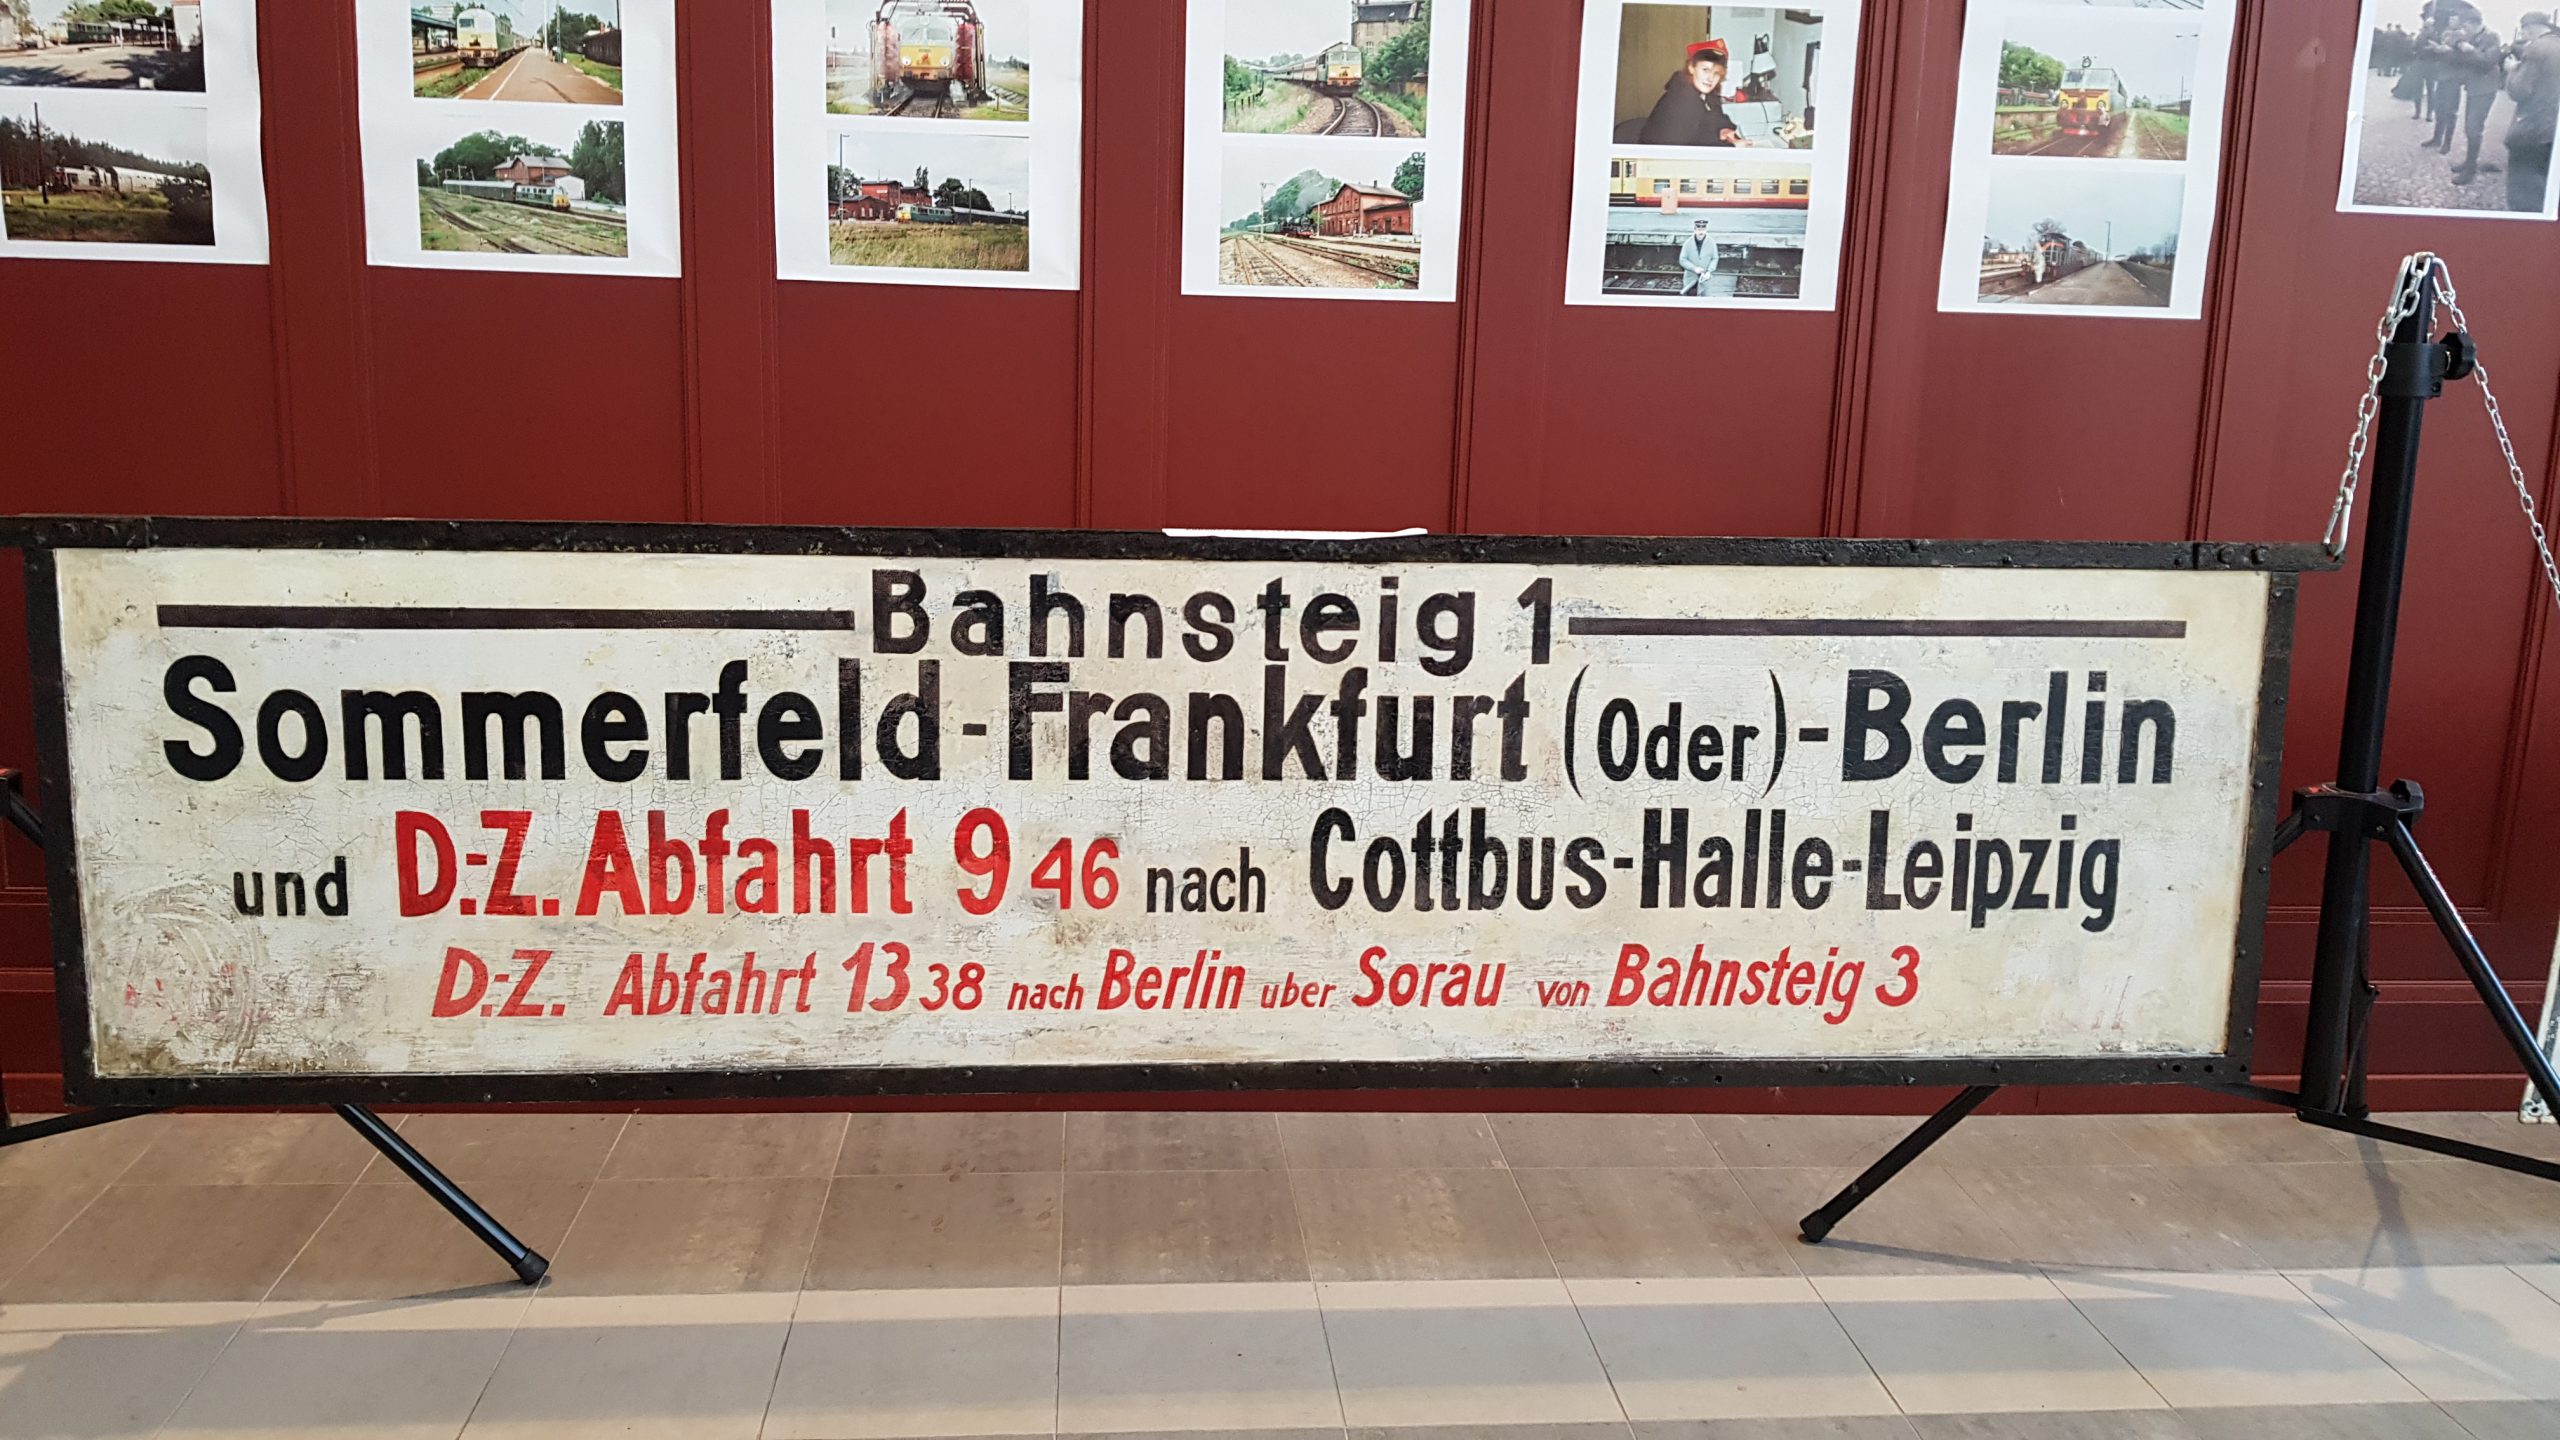 Bahnsteig 1
Sommerfeld-Frankfurt (Oder)-Berlin
und D.-Z. Abfahrt 9 46 nach Cottbus-Halle-Leipzig
D.-Z. Abfahrt 13 38 nach Berlin uber Sorau von Bahnsteig 3